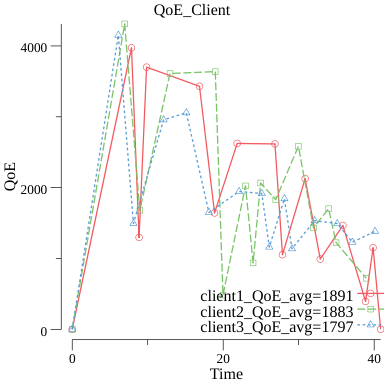 QoE_Client
QoE
4000
2000
0
client1_QoE_avg=1891
client2_QoE_avg=1883
client3_QoE_avg=1797
0
20
40
Time